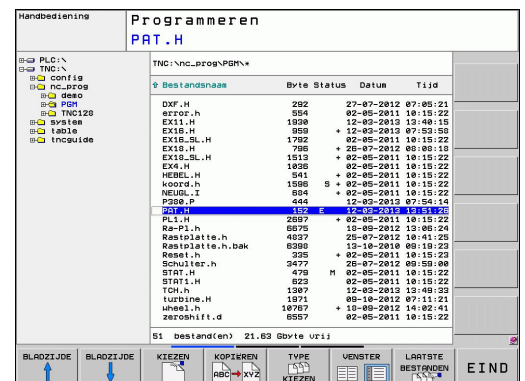 Handbediening
Programmeren
PAT.H
PLC:\
TNC:\
config
nc_prog
demo
PGM
TNC128
system
table
tncguide
TNC:\nc_prog\PGM\*
Bestandsnaam Byte Status Datum Tijd
DXF.H 292 27-07-2012 07:05:21
error.h 554 02-05-2011 10:15:22
EX11.H 1930 12-03-2013 13:40:15
EX16.H 959 + 12-03-2013 07:53:58
EX16_SL.H 1792 02-05-2011 10:15:22
EX18.H 796 + 26-07-2012 08:08:18
EX18_SL.H 1513 + 02-05-2011 10:15:22
EX4.H 1036 02-05-2011 10:15:22
HEBEL.H 541 + 02-05-2011 10:15:22
koord.h 1596 S + 02-05-2011 10:15:22
NEUGL.I 684 + 02-05-2011 10:15:22
P380.P 444 12-03-2013 07:54:14
PAT.H 152 E 12-03-2013 13:51:26
PL1.H 2697 + 02-05-2011 10:15:22
Ra-Pl.h 6675 18-09-2012 13:06:24
Rastplatte.h 4837 25-07-2012 10:41:25
Rastplatte.h.bak 6398 13-10-2010 09:19:23
Reset.h 335 + 02-05-2011 10:15:23
Schulter.h 3477 26-07-2012 09:59:00
STAT.H 479 M 02-05-2011 10:15:22
STAT1.H 623 02-05-2011 10:15:22
TCH.h 1307 12-03-2013 13:49:33
turbine.H 1971 09-10-2012 07:11:21
wheel.h 10767 + 18-09-2012 14:02:41
zeroshift.d 6557 02-05-2011 10:15:22
51 bestand(en) 21.63 Gbyte vrij
BLADZIJDE
BLADZIJDE
KIEZEN
KOPIËREN
ABC XYZ
TYPE
KIEZEN
VENSTER
LAATSTE
BESTANDEN
EIND